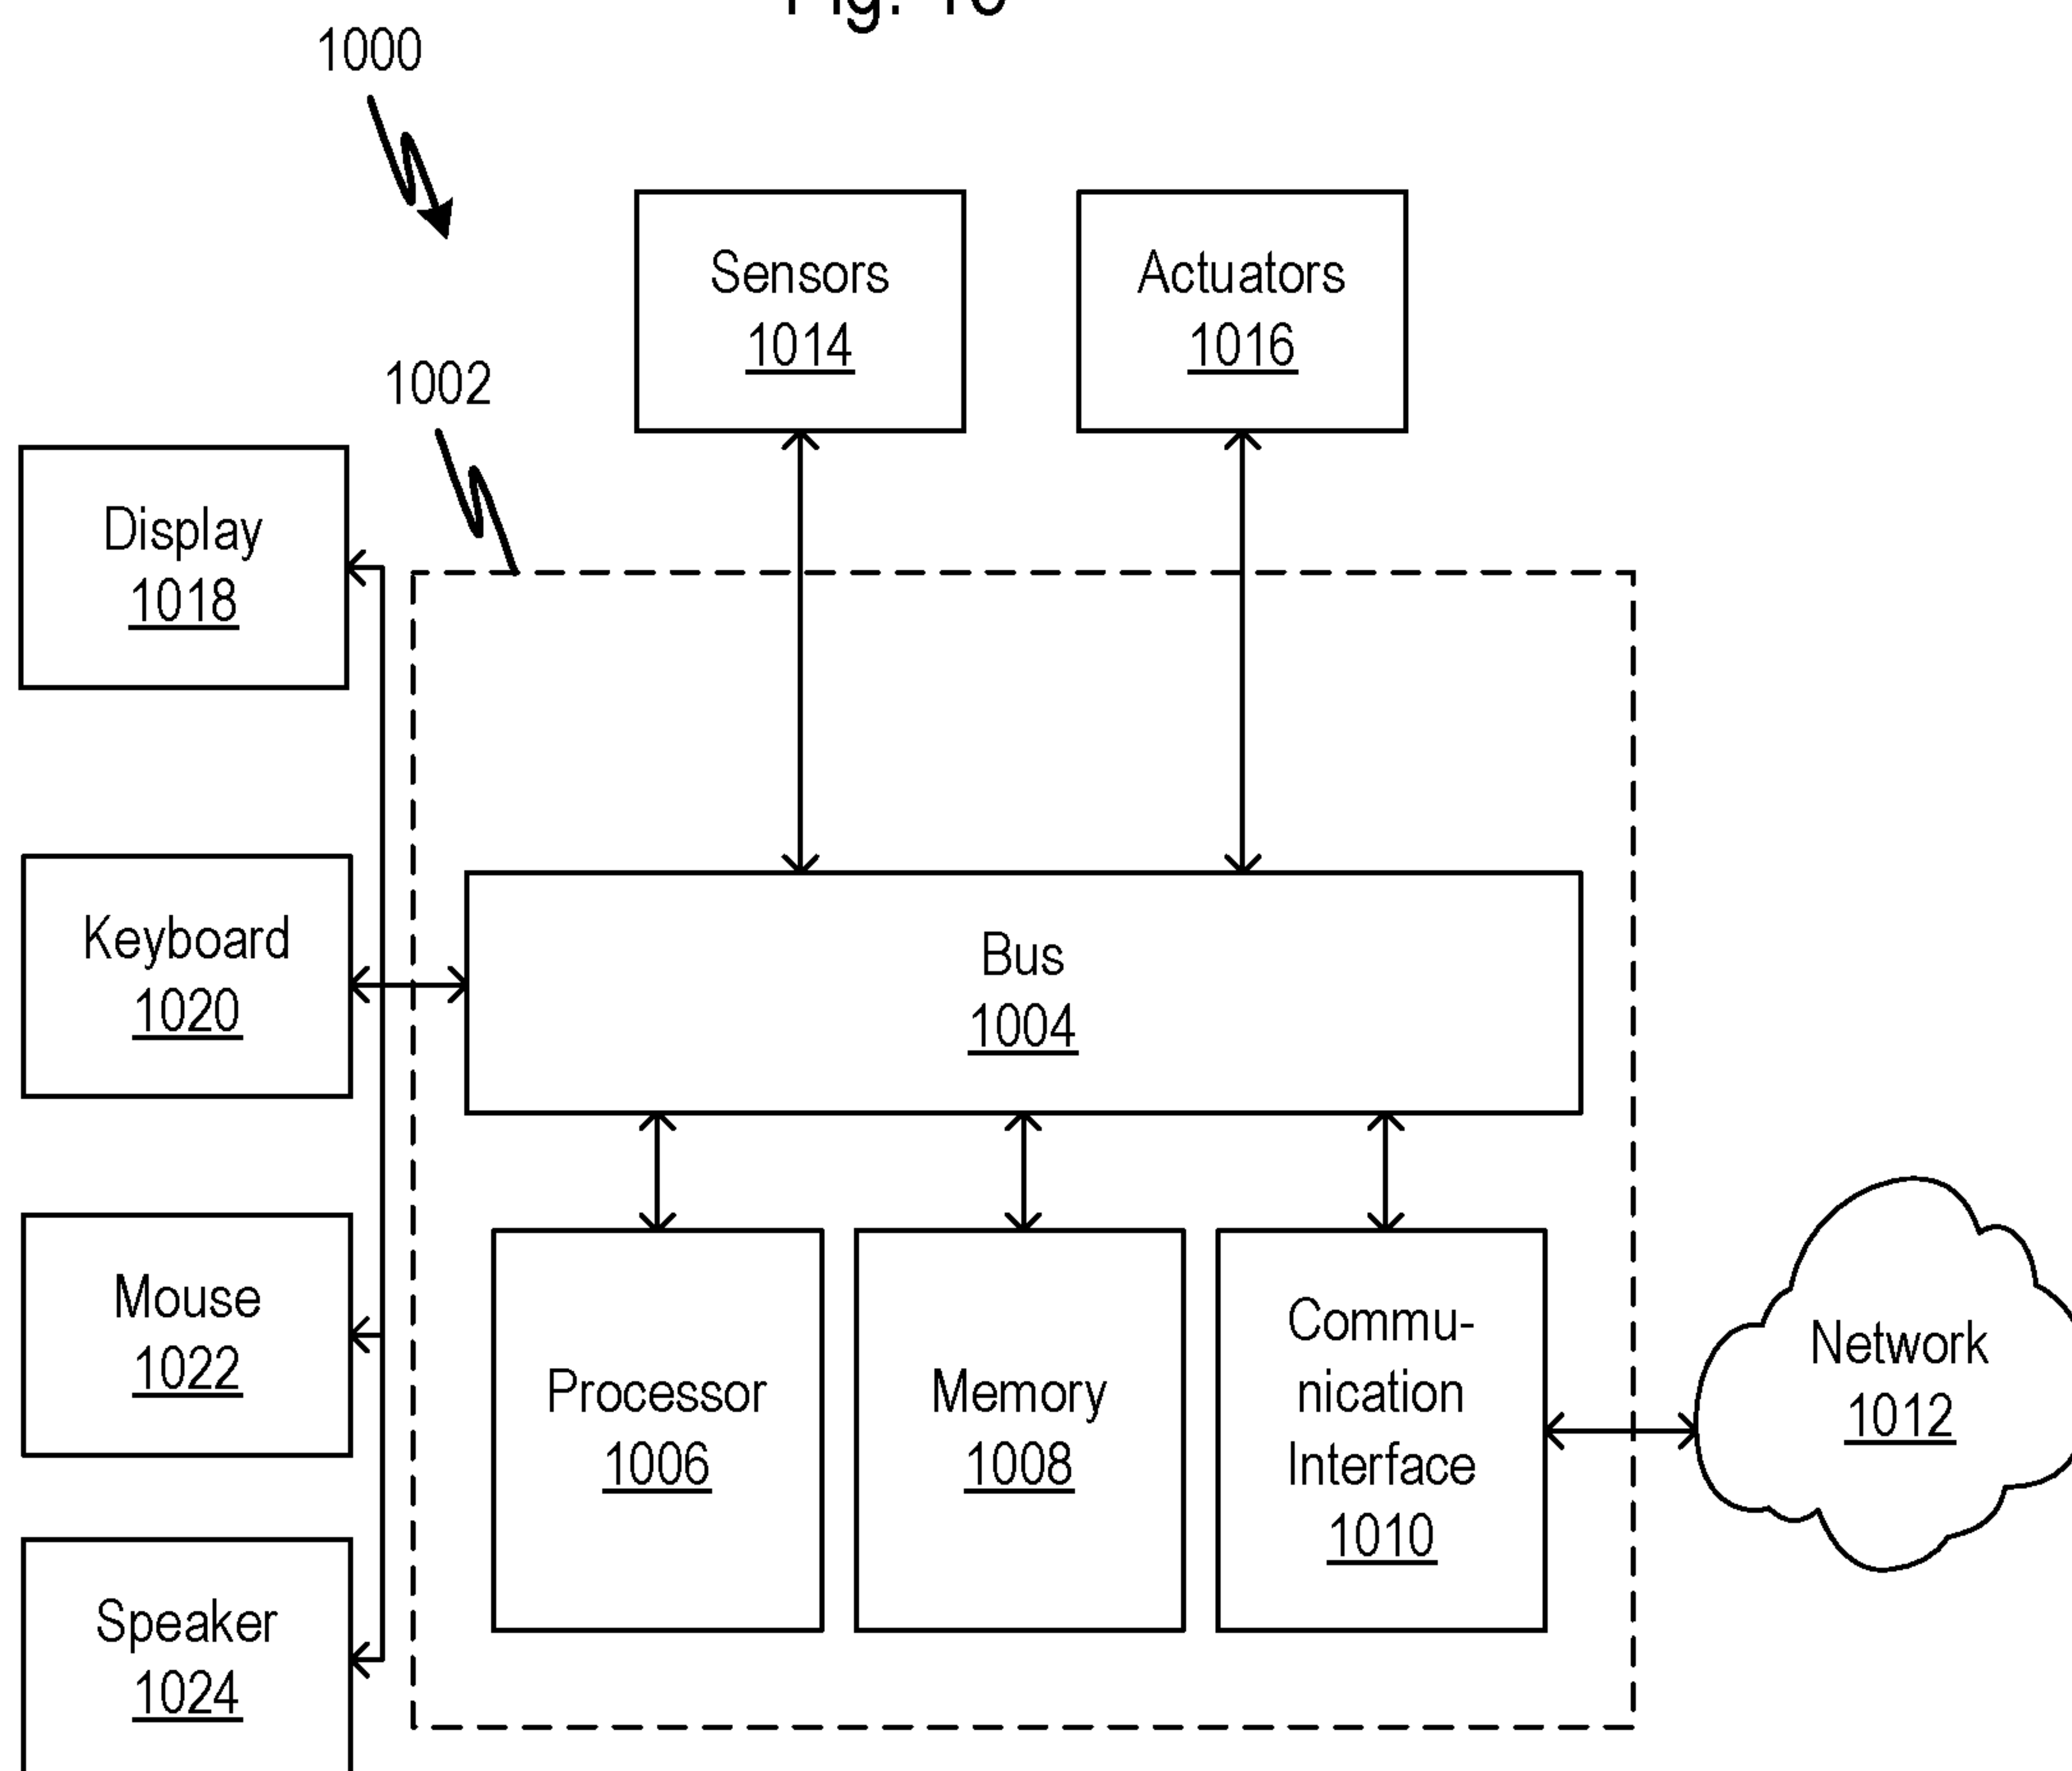 1000
Sensors
1014
Actuators
1016
1002
Display
1018
Keyboard
1020
Bus
1004
Mouse
1022
Processor
1006
Memory
1008
Commu-
nication
Interface
1010
Network
1012
Speaker
1024